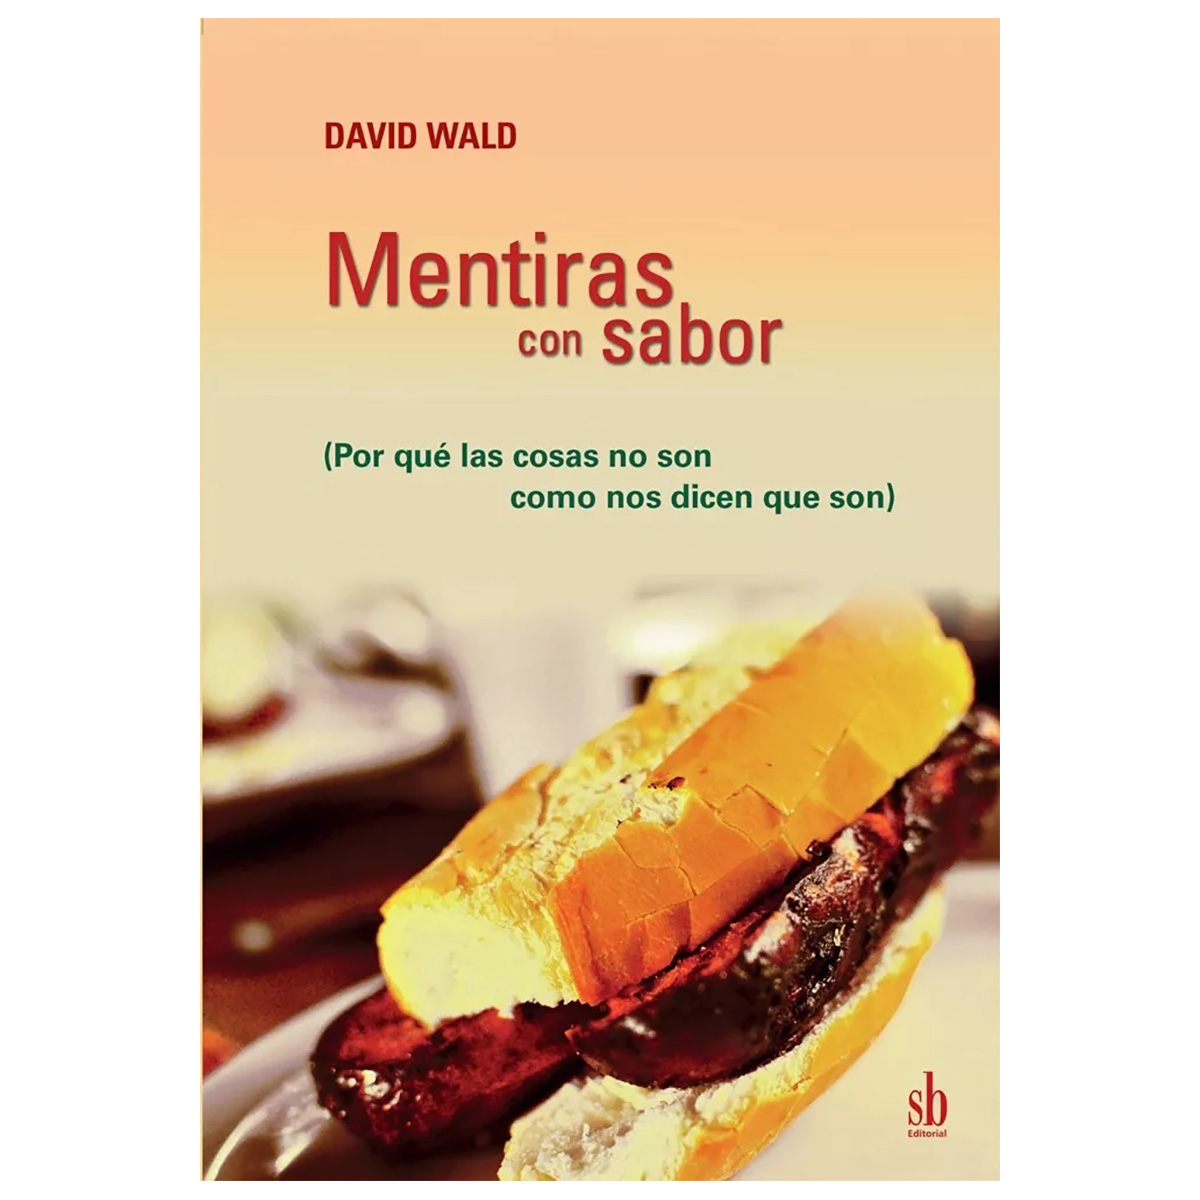 DAVID WALD
Mentiras
con sabor
(Por qué las cosas no son
como nos dicen que son)
sb
Editorial